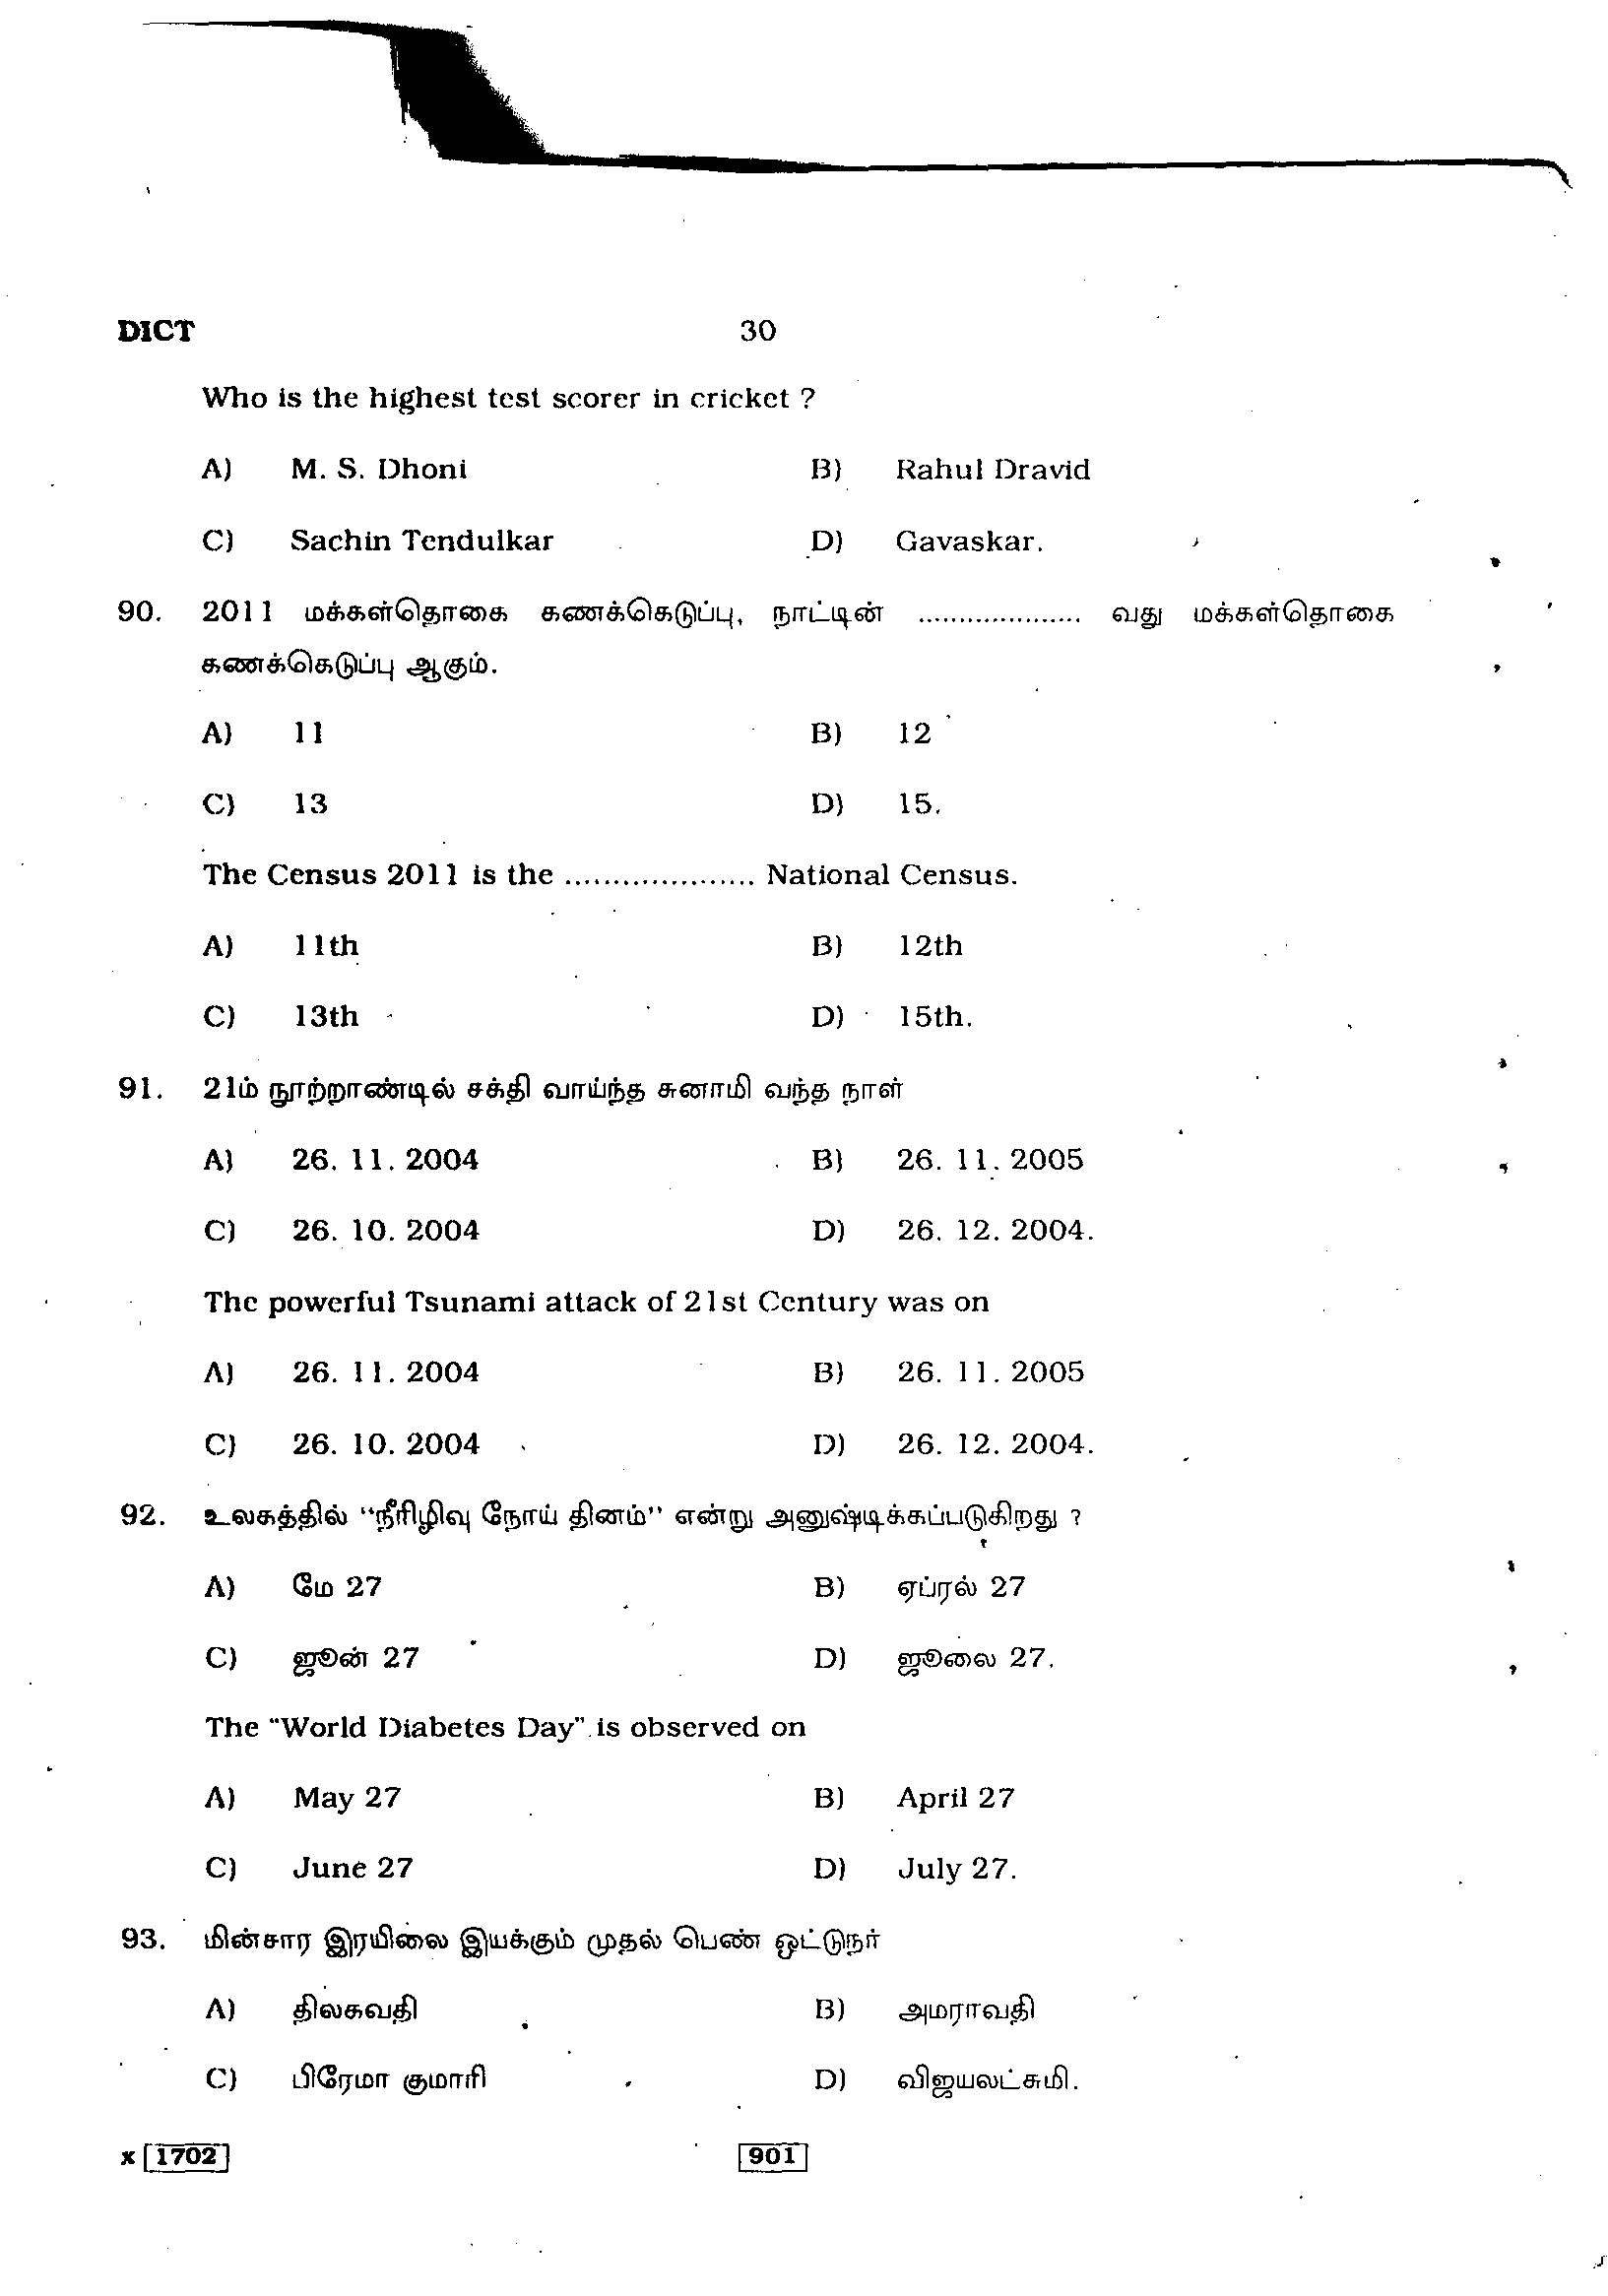 DICT 30
Who is the highest test scorer in cricket ?
A) M. S. Dhoni B) Rahul Dravid
C) Sachin Tendulkar D) Gavaskar.
90. 2011 மக்கள்தொகை கணக்கெடுப்பு, நாட்டின் .................... வது மக்கள்தொகை
கணக்கெடுப்பு ஆகும்.
A) 11 B) 12
C) 13 D) 15.
The Census 2011 is the .................... National Census.
A) 11th B) 12th
C) 13th D) 15th.
91. 21ம் நூற்றாண்டில் சக்தி வாய்ந்த சுனாமி வந்த நாள்
A) 26. 11. 2004 B) 26. 11. 2005
C) 26. 10. 2004 D) 26. 12. 2004.
The powerful Tsunami attack of 21st Century was on
A) 26. 11. 2004 B) 26. 11. 2005
C) 26. 10. 2004 D) 26. 12. 2004.
92. உலகத்தில் “நீரிழிவு நோய் தினம்” என்று அனுஷ்டிக்கப்படுகிறது ?
A) மே 27 B) ஏப்ரல் 27
C) ஜூன் 27 D) ஜூலை 27.
The “World Diabetes Day” is observed on
A) May 27 B) April 27
C) June 27 D) July 27.
93. மின்சார இரயிலை இயக்கும் முதல் பெண் ஒட்டுநர்
A) திலகவதி B) அமராவதி
C) பிரேமா குமாரி D) விஜயலட்சுமி.
x 1702 901